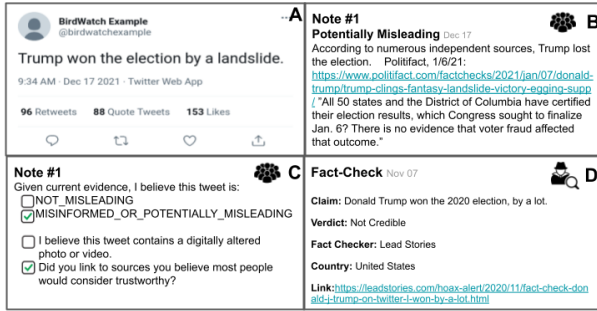 A
BirdWatch Example
@birdwatchexample
Trump won the election by a landslide.
9:34 AM · Dec 17 2021 · Twitter Web App
96 Retweets 88 Quote Tweets 153 Likes
B
Note #1
Potentially Misleading Dec 17
According to numerous independent sources, Trump lost
the election. Politifact, 1/6/21:
https://www.politifact.com/factchecks/2021/jan/07/donald-
trump/trump-clings-fantasy-landslide-victory-egging-supp
/ "All 50 states and the District of Columbia have certified
their election results, which Congress sought to finalize
Jan. 6? There is no evidence that voter fraud affected
that outcome."
C
Note #1
Given current evidence, I believe this tweet is:
NOT_MISLEADING
MISINFORMED_OR_POTENTIALLY_MISLEADING
I believe this tweet contains a digitally altered
photo or video.
Did you link to sources you believe most people
would consider trustworthy?
D
Fact-Check Nov 07
Claim: Donald Trump won the 2020 election, by a lot.
Verdict: Not Credible
Fact Checker: Lead Stories
Country: United States
Link:https://leadstories.com/hoax-alert/2020/11/fact-check-don
ald-j-trump-on-twitter-I-won-by-a-lot.html